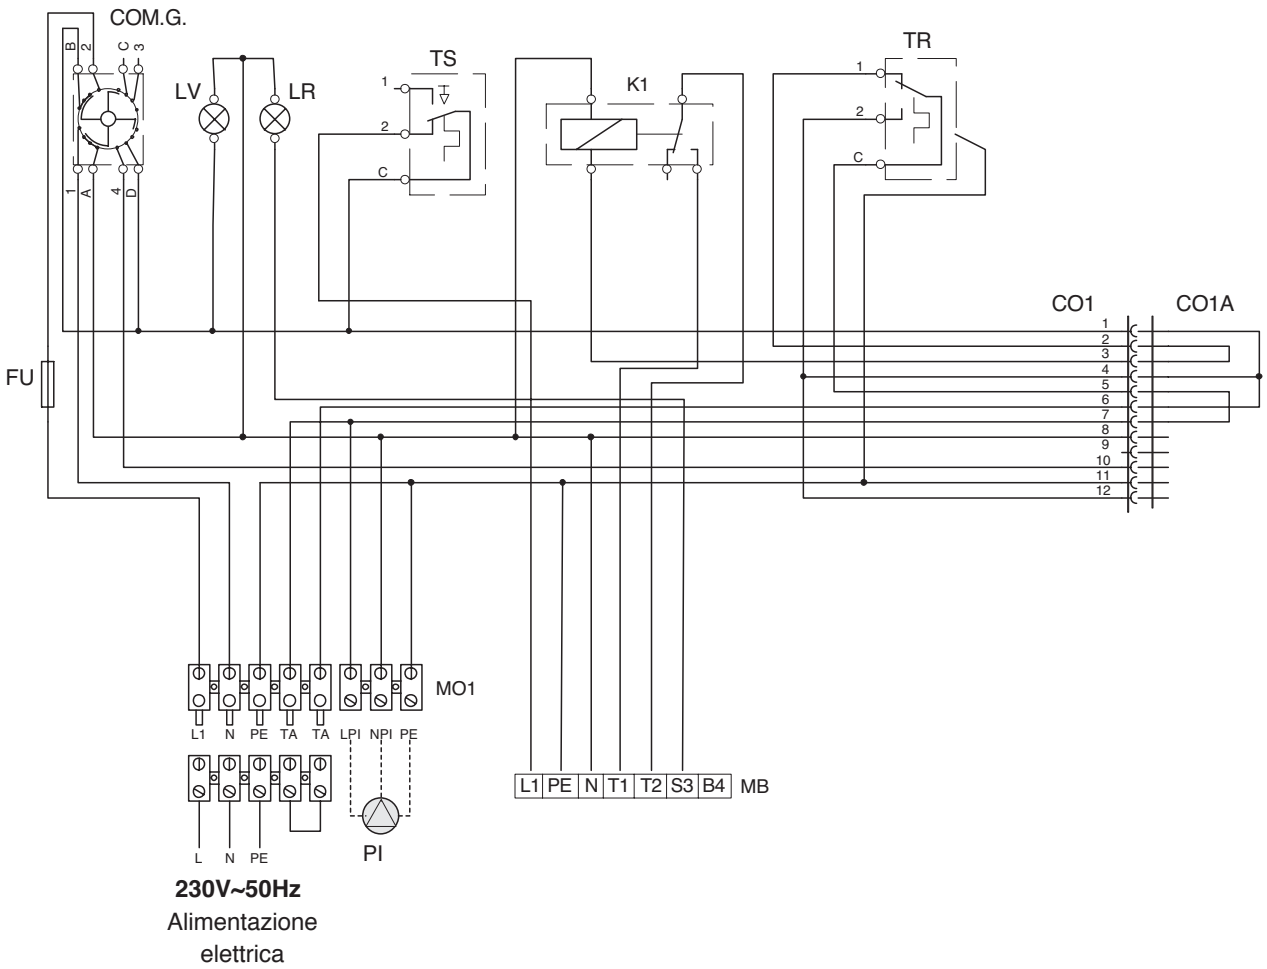 COM.G.
B 2 C 3
1 A 4 D
LV
LR
TS
1
2
C
K1
TR
1
2
C
FU
CO1
CO1A
1
2
3
4
5
6
7
8
9
10
11
12
MO1
L1 N PE TA TA LPI NPI PE
L1 PE N T1 T2 S3 B4 MB
L N PE
PI
230V~50Hz
Alimentazione
elettrica